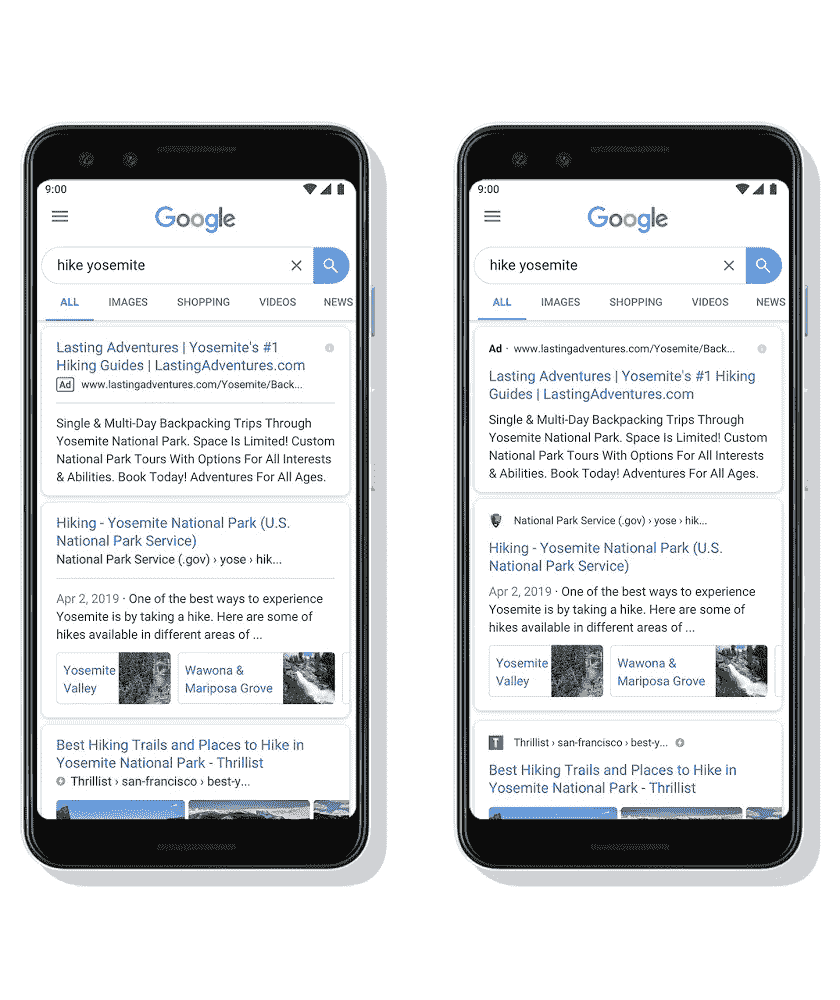 9:00
Google
hike yosemite
ALL IMAGES SHOPPING VIDEOS NEWS
Lasting Adventures | Yosemite's #1
Hiking Guides | LastingAdventures.com
Ad www.lastingadventures.com/Yosemite/Back...
Single & Multi-Day Backpacking Trips Through
Yosemite National Park. Space Is Limited! Custom
National Park Tours With Options For All Interests
& Abilities. Book Today! Adventures For All Ages.
Hiking - Yosemite National Park (U.S.
National Park Service)
National Park Service (.gov) › yose › hik...
Apr 2, 2019 · One of the best ways to experience
Yosemite is by taking a hike. Here are some of
hikes available in different areas of ...
Yosemite
Valley
Wawona &
Mariposa Grove
Best Hiking Trails and Places to Hike in
Yosemite National Park - Thrillist
Thrillist › san-francisco › best-y...
9:00
Google
hike yosemite
ALL IMAGES SHOPPING VIDEOS NEWS
Ad · www.lastingadventures.com/Yosemite/Back...
Lasting Adventures | Yosemite's #1 Hiking
Guides | LastingAdventures.com
Single & Multi-Day Backpacking Trips Through
Yosemite National Park. Space Is Limited! Custom
National Park Tours With Options For All Interests
& Abilities. Book Today! Adventures For All Ages.
National Park Service (.gov) › yose › hik...
Hiking - Yosemite National Park (U.S.
National Park Service)
Apr 2, 2019 · One of the best ways to experience
Yosemite is by taking a hike. Here are some of
hikes available in different areas of ...
Yosemite
Valley
Wawona &
Mariposa Grove
T Thrillist › san-francisco › best-y...
Best Hiking Trails and Places to Hike in
Yosemite National Park - Thrillist